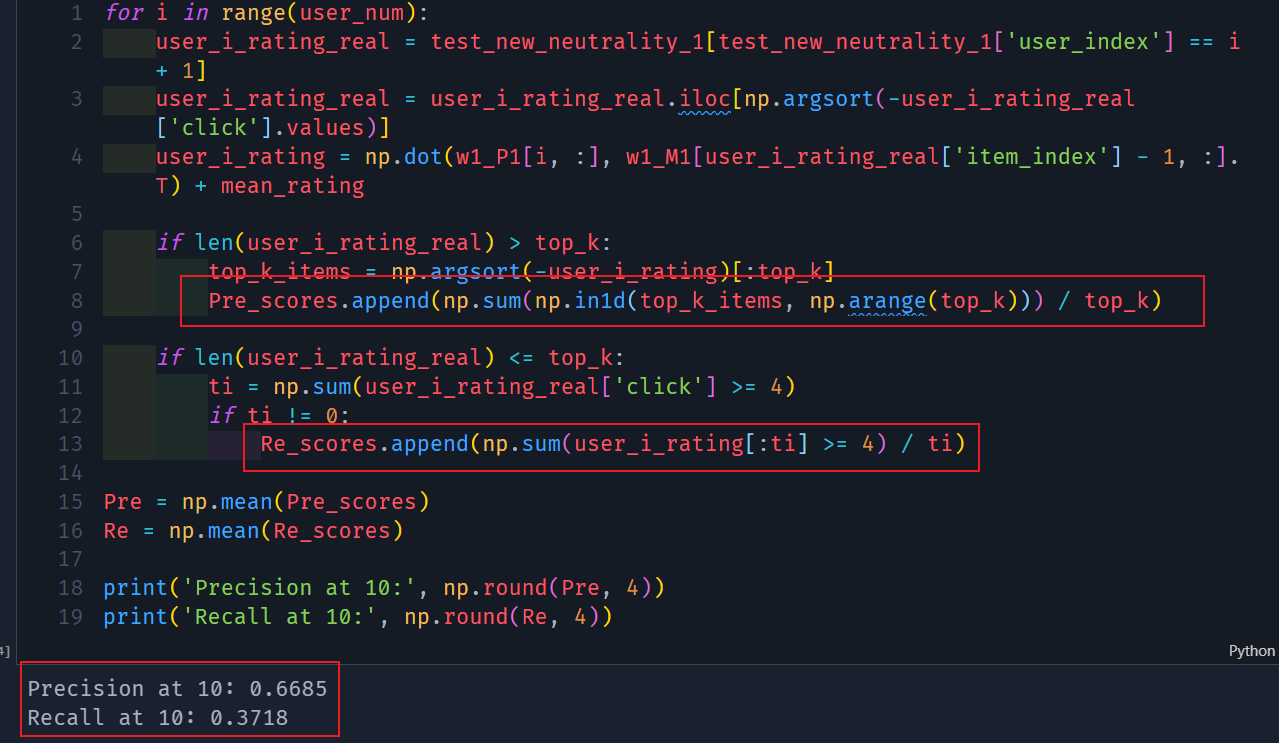 1 for i in range(user_num):
2 user_i_rating_real = test_new_neutrality_1[test_new_neutrality_1['user_index'] == i
+ 1]
3 user_i_rating_real = user_i_rating_real.iloc[np.argsort(-user_i_rating_real
['click'].values)]
4 user_i_rating = np.dot(w1_P1[i, :], w1_M1[user_i_rating_real['item_index'] - 1, :].
T) + mean_rating
5
6 if len(user_i_rating_real) > top_k:
7 top_k_items = np.argsort(-user_i_rating)[:top_k]
8 Pre_scores.append(np.sum(np.in1d(top_k_items, np.arange(top_k))) / top_k)
9
10 if len(user_i_rating_real) <= top_k:
11 ti = np.sum(user_i_rating_real['click'] >= 4)
12 if ti != 0:
13 Re_scores.append(np.sum(user_i_rating[:ti] >= 4) / ti)
14
15 Pre = np.mean(Pre_scores)
16 Re = np.mean(Re_scores)
17
18 print('Precision at 10:', np.round(Pre, 4))
19 print('Recall at 10:', np.round(Re, 4))
4]
Python
Precision at 10: 0.6685
Recall at 10: 0.3718